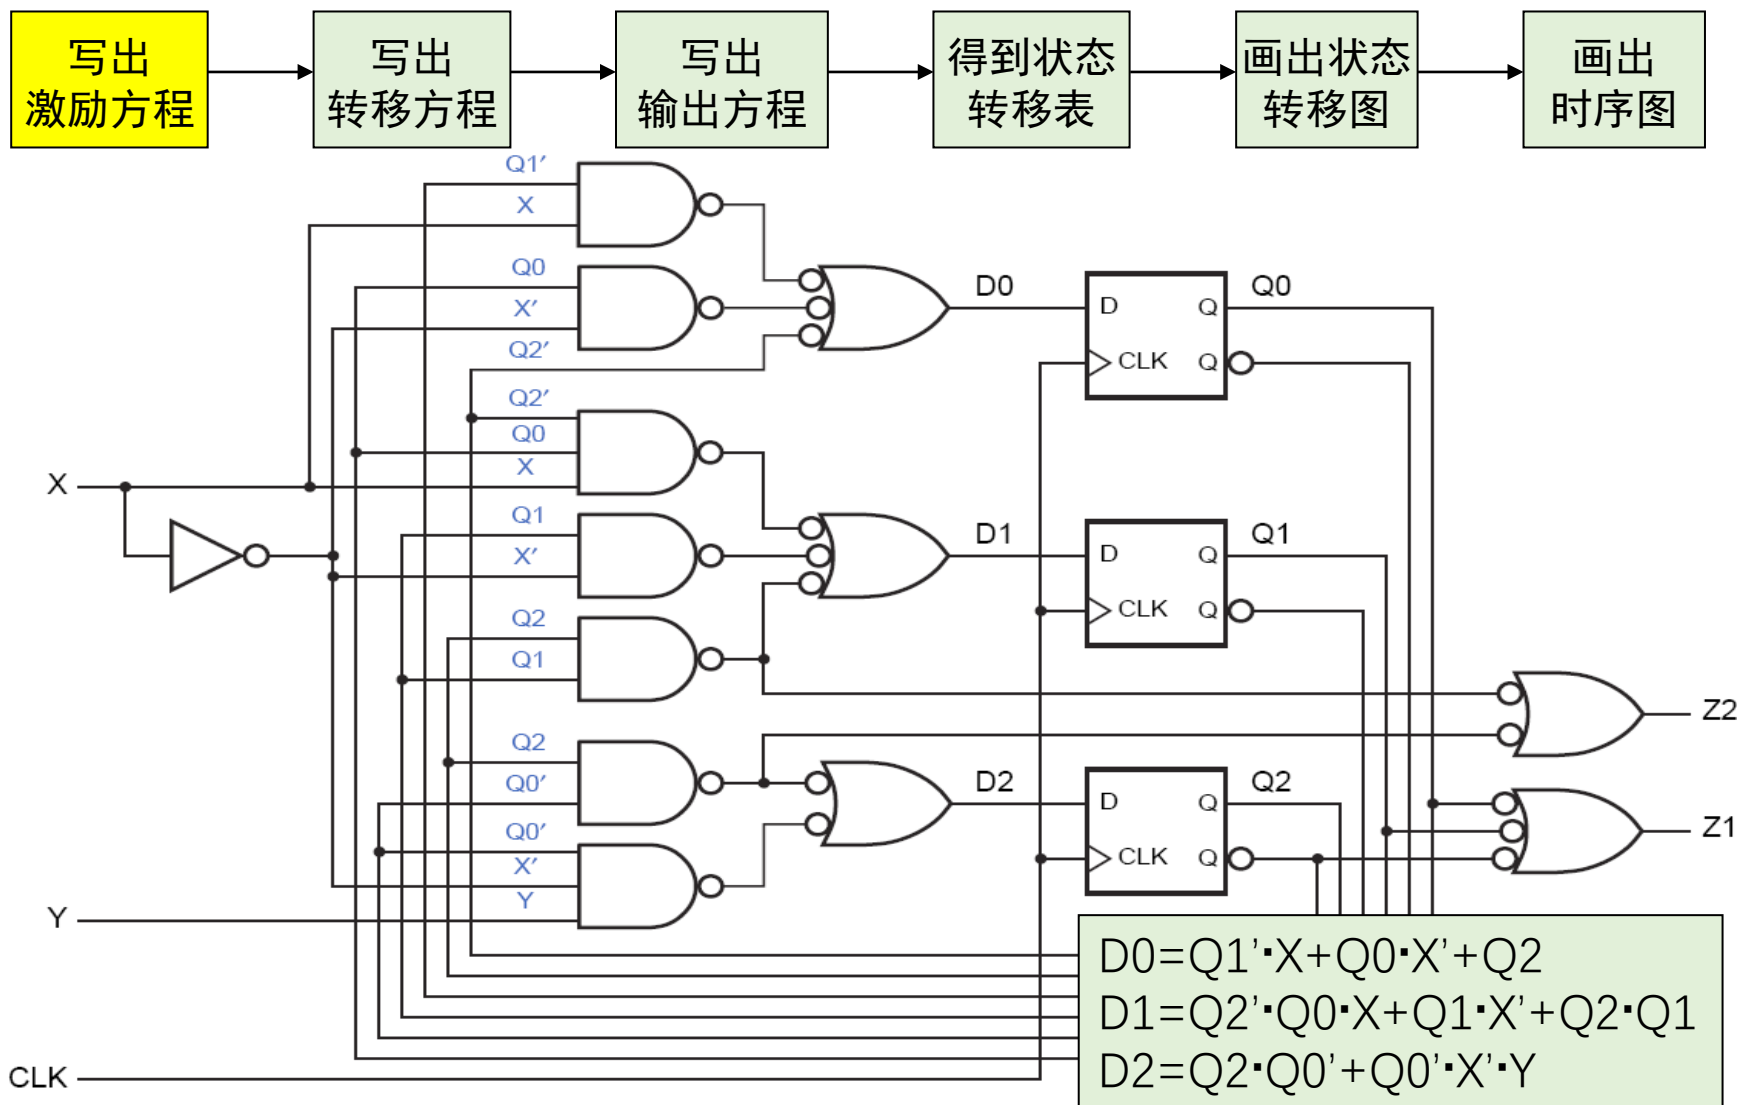 写出
激励方程
写出
转移方程
写出
输出方程
得到状态
转移表
画出状态
转移图
画出
时序图
Q1′
X
Q0
X′
Q2′
D0
D
Q
Q0
CLK
Q
Q2′
Q0
X
X
Q1
X′
D1
D
Q
Q1
CLK
Q
Q2
Q1
Z2
Q2
Q0′
D2
D
Q
Q2
Z1
Q0′
X′
CLK
Q
Y
Y
D0=Q1’·X+Q0·X’+Q2
D1=Q2’·Q0·X+Q1·X’+Q2·Q1
D2=Q2·Q0’+Q0’·X’·Y
CLK